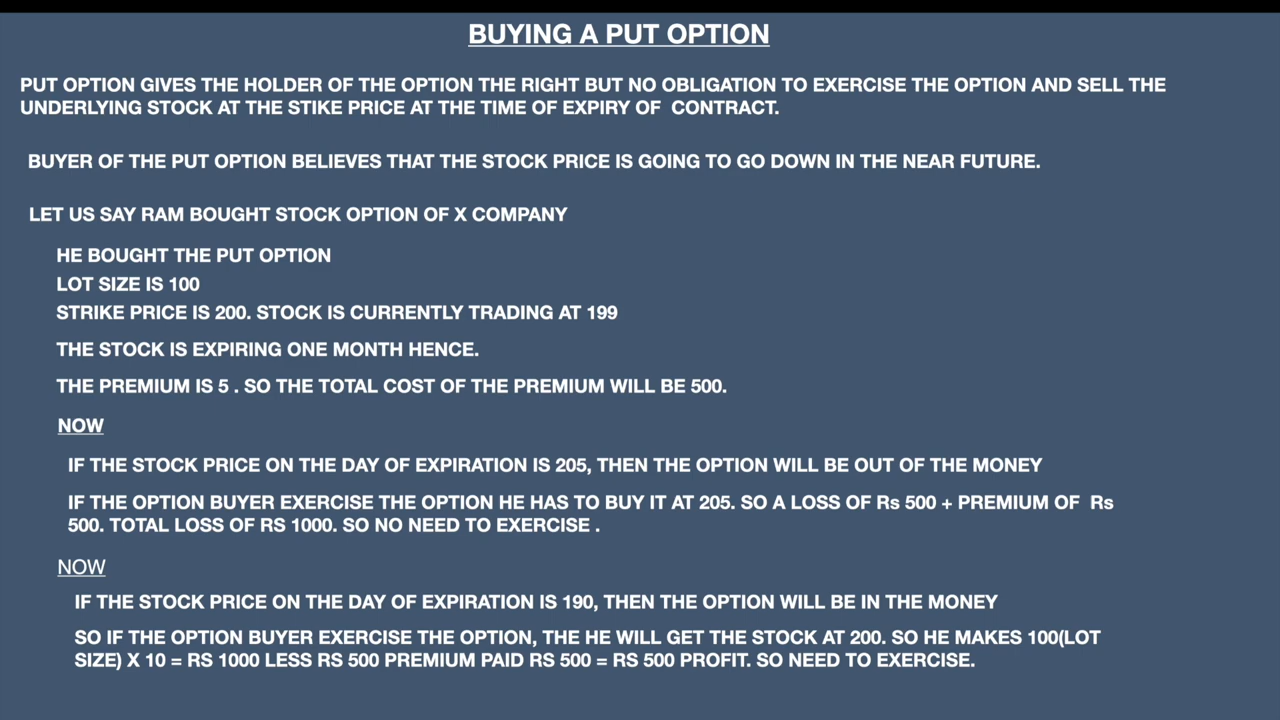 BUYING A PUT OPTION
PUT OPTION GIVES THE HOLDER OF THE OPTION THE RIGHT BUT NO OBLIGATION TO EXERCISE THE OPTION AND SELL THE
UNDERLYING STOCK AT THE STIKE PRICE AT THE TIME OF EXPIRY OF CONTRACT.
BUYER OF THE PUT OPTION BELIEVES THAT THE STOCK PRICE IS GOING TO GO DOWN IN THE NEAR FUTURE.
LET US SAY RAM BOUGHT STOCK OPTION OF X COMPANY
HE BOUGHT THE PUT OPTION
LOT SIZE IS 100
STRIKE PRICE IS 200. STOCK IS CURRENTLY TRADING AT 199
THE STOCK IS EXPIRING ONE MONTH HENCE.
THE PREMIUM IS 5 . SO THE TOTAL COST OF THE PREMIUM WILL BE 500.
NOW
IF THE STOCK PRICE ON THE DAY OF EXPIRATION IS 205, THEN THE OPTION WILL BE OUT OF THE MONEY
IF THE OPTION BUYER EXERCISE THE OPTION HE HAS TO BUY IT AT 205. SO A LOSS OF Rs 500 + PREMIUM OF Rs
500. TOTAL LOSS OF RS 1000. SO NO NEED TO EXERCISE .
NOW
IF THE STOCK PRICE ON THE DAY OF EXPIRATION IS 190, THEN THE OPTION WILL BE IN THE MONEY
SO IF THE OPTION BUYER EXERCISE THE OPTION, THE HE WILL GET THE STOCK AT 200. SO HE MAKES 100(LOT
SIZE) X 10 = RS 1000 LESS RS 500 PREMIUM PAID RS 500 = RS 500 PROFIT. SO NEED TO EXERCISE.